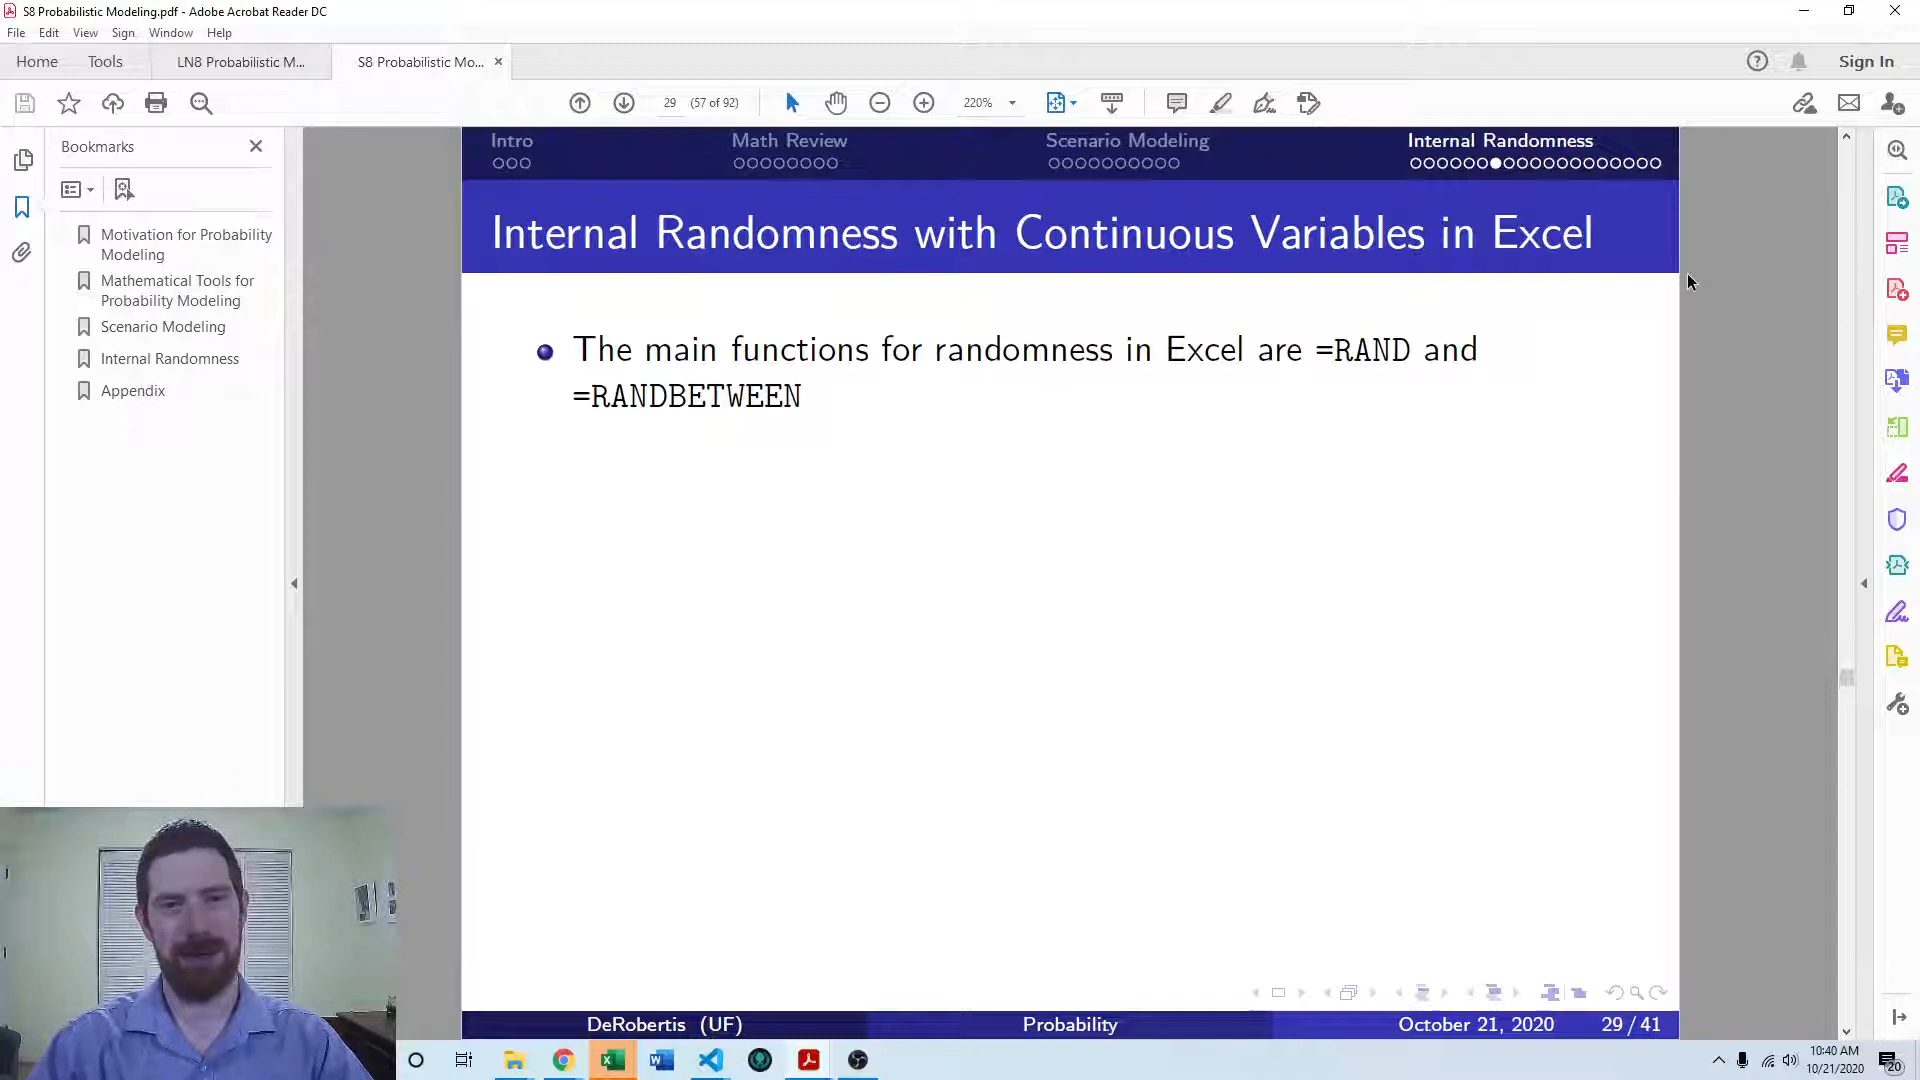 S8 Probabilistic Modeling.pdf - Adobe Acrobat Reader DC
File Edit View Sign Window Help
Home Tools LN8 Probabilistic M... S8 Probabilistic Mo... Sign In
29 (57 of 92) 220%
Bookmarks
Motivation for Probability
Modeling
Mathematical Tools for
Probability Modeling
Scenario Modeling
Internal Randomness
Appendix
Intro Math Review Scenario Modeling Internal Randomness
Internal Randomness with Continuous Variables in Excel
The main functions for randomness in Excel are =RAND and
=RANDBETWEEN
DeRobertis (UF) Probability October 21, 2020 29 / 41
10:40 AM
10/21/2020
20